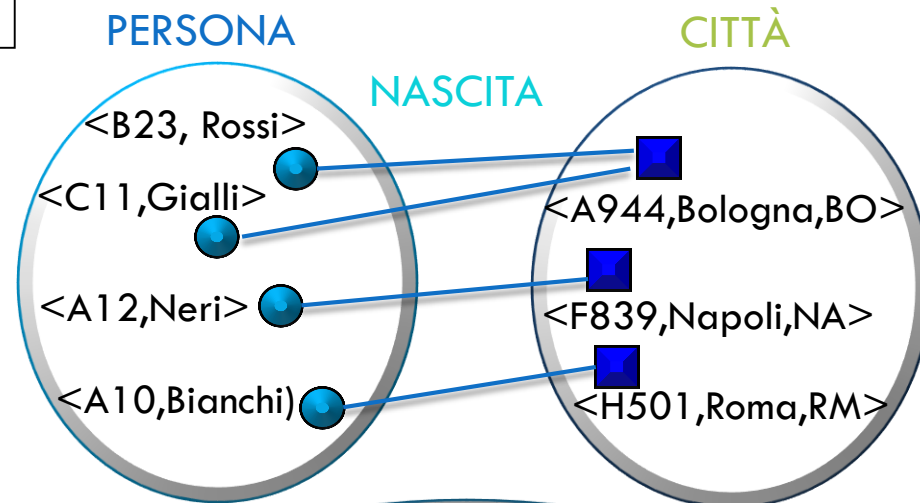 PERSONA
CITTÀ
NASCITA
<B23, Rossi>
<C11,Gialli>
<A944,Bologna,BO>
<A12,Neri>
<F839,Napoli,NA>
<A10,Bianchi)
<H501,Roma,RM>